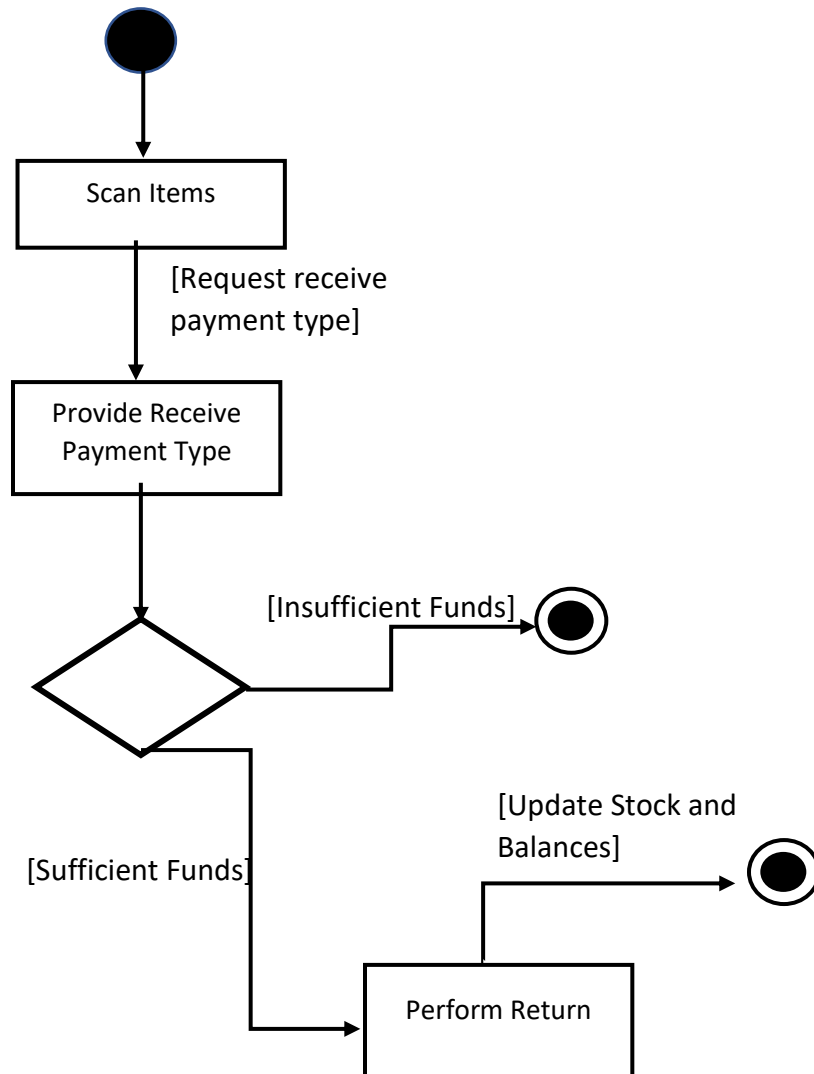 Scan Items
[Request receive
payment type]
Provide Receive
Payment Type
[Insufficient Funds]
[Update Stock and
Balances]
[Sufficient Funds]
Perform Return